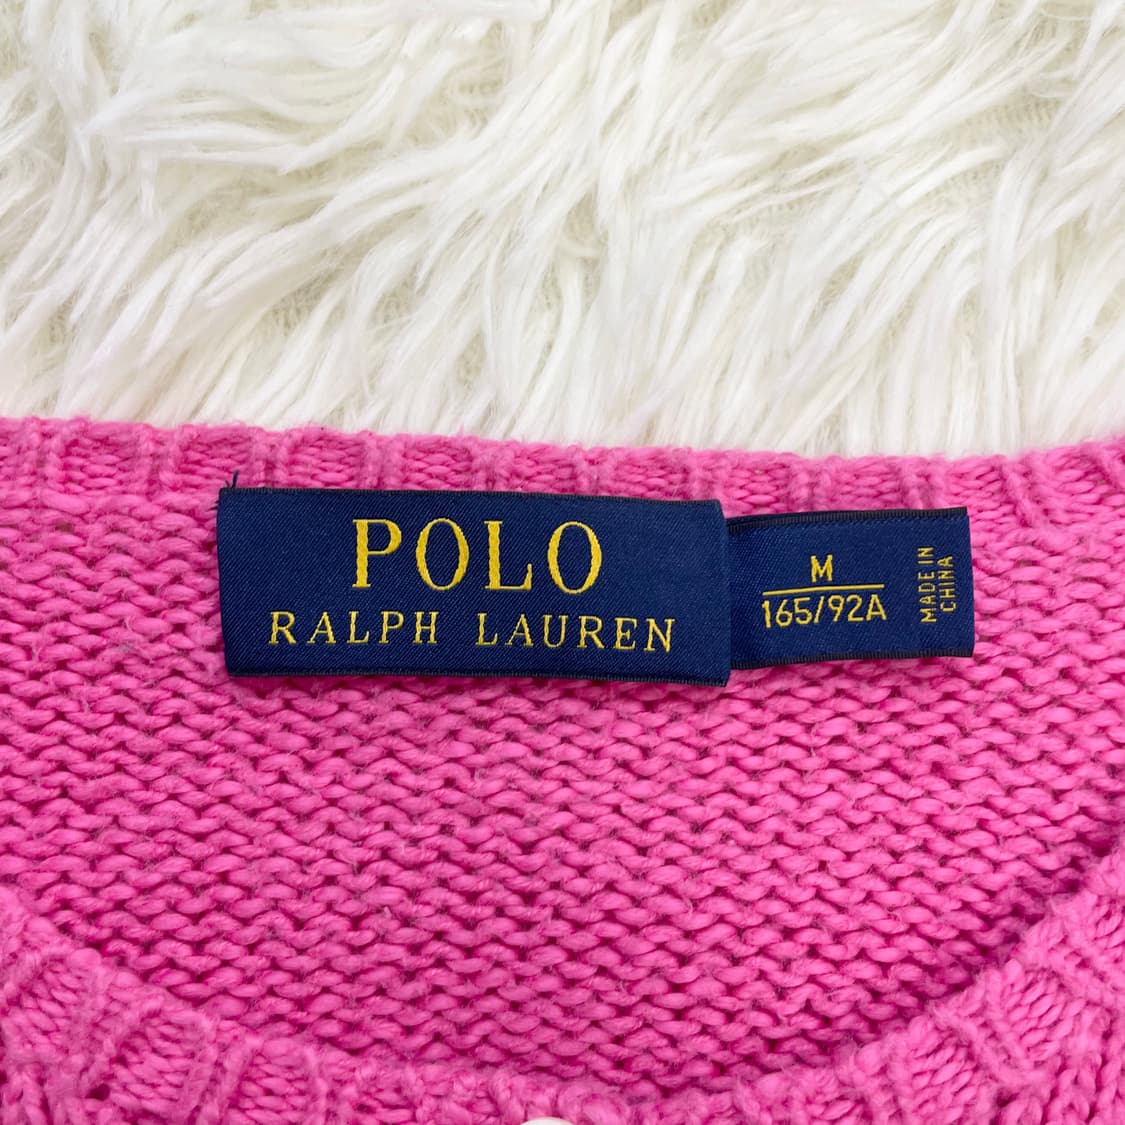 POLO
RALPH LAUREN
M
165/92A
MADE IN
CHINA